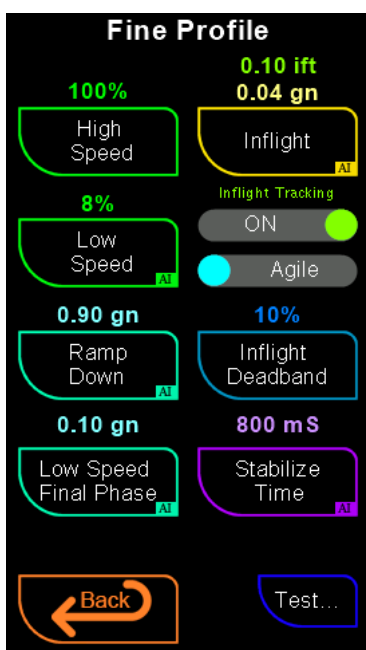 Fine Profile
0.10 ift
100%
0.04 gn
High
Speed
Inflight
AI
8%
Inflight Tracking
ON
Low
Speed
AI
Agile
0.90 gn
10%
Ramp
Down
AI
Inflight
Deadband
0.10 gn
800 mS
Low Speed
Final Phase
AI
Stabilize
Time
AI
Back
Test...